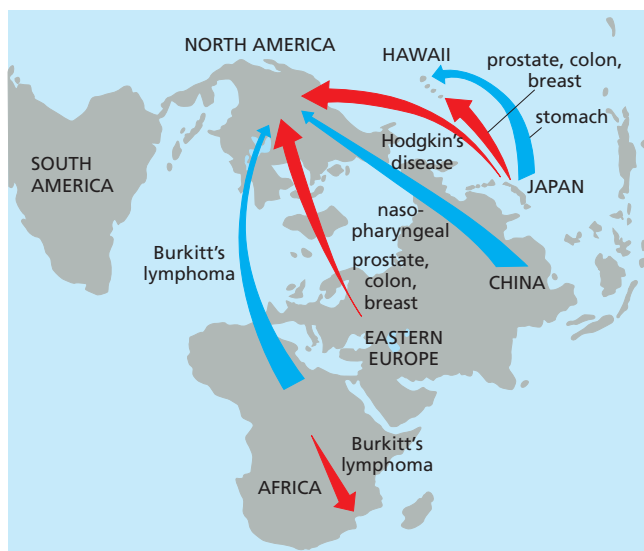 NORTH AMERICA
HAWAII
prostate, colon,
breast
stomach
Hodgkin's
disease
JAPAN
SOUTH
AMERICA
naso-
pharyngeal
Burkitt's
lymphoma
prostate,
colon,
breast
CHINA
EASTERN
EUROPE
Burkitt's
lymphoma
AFRICA